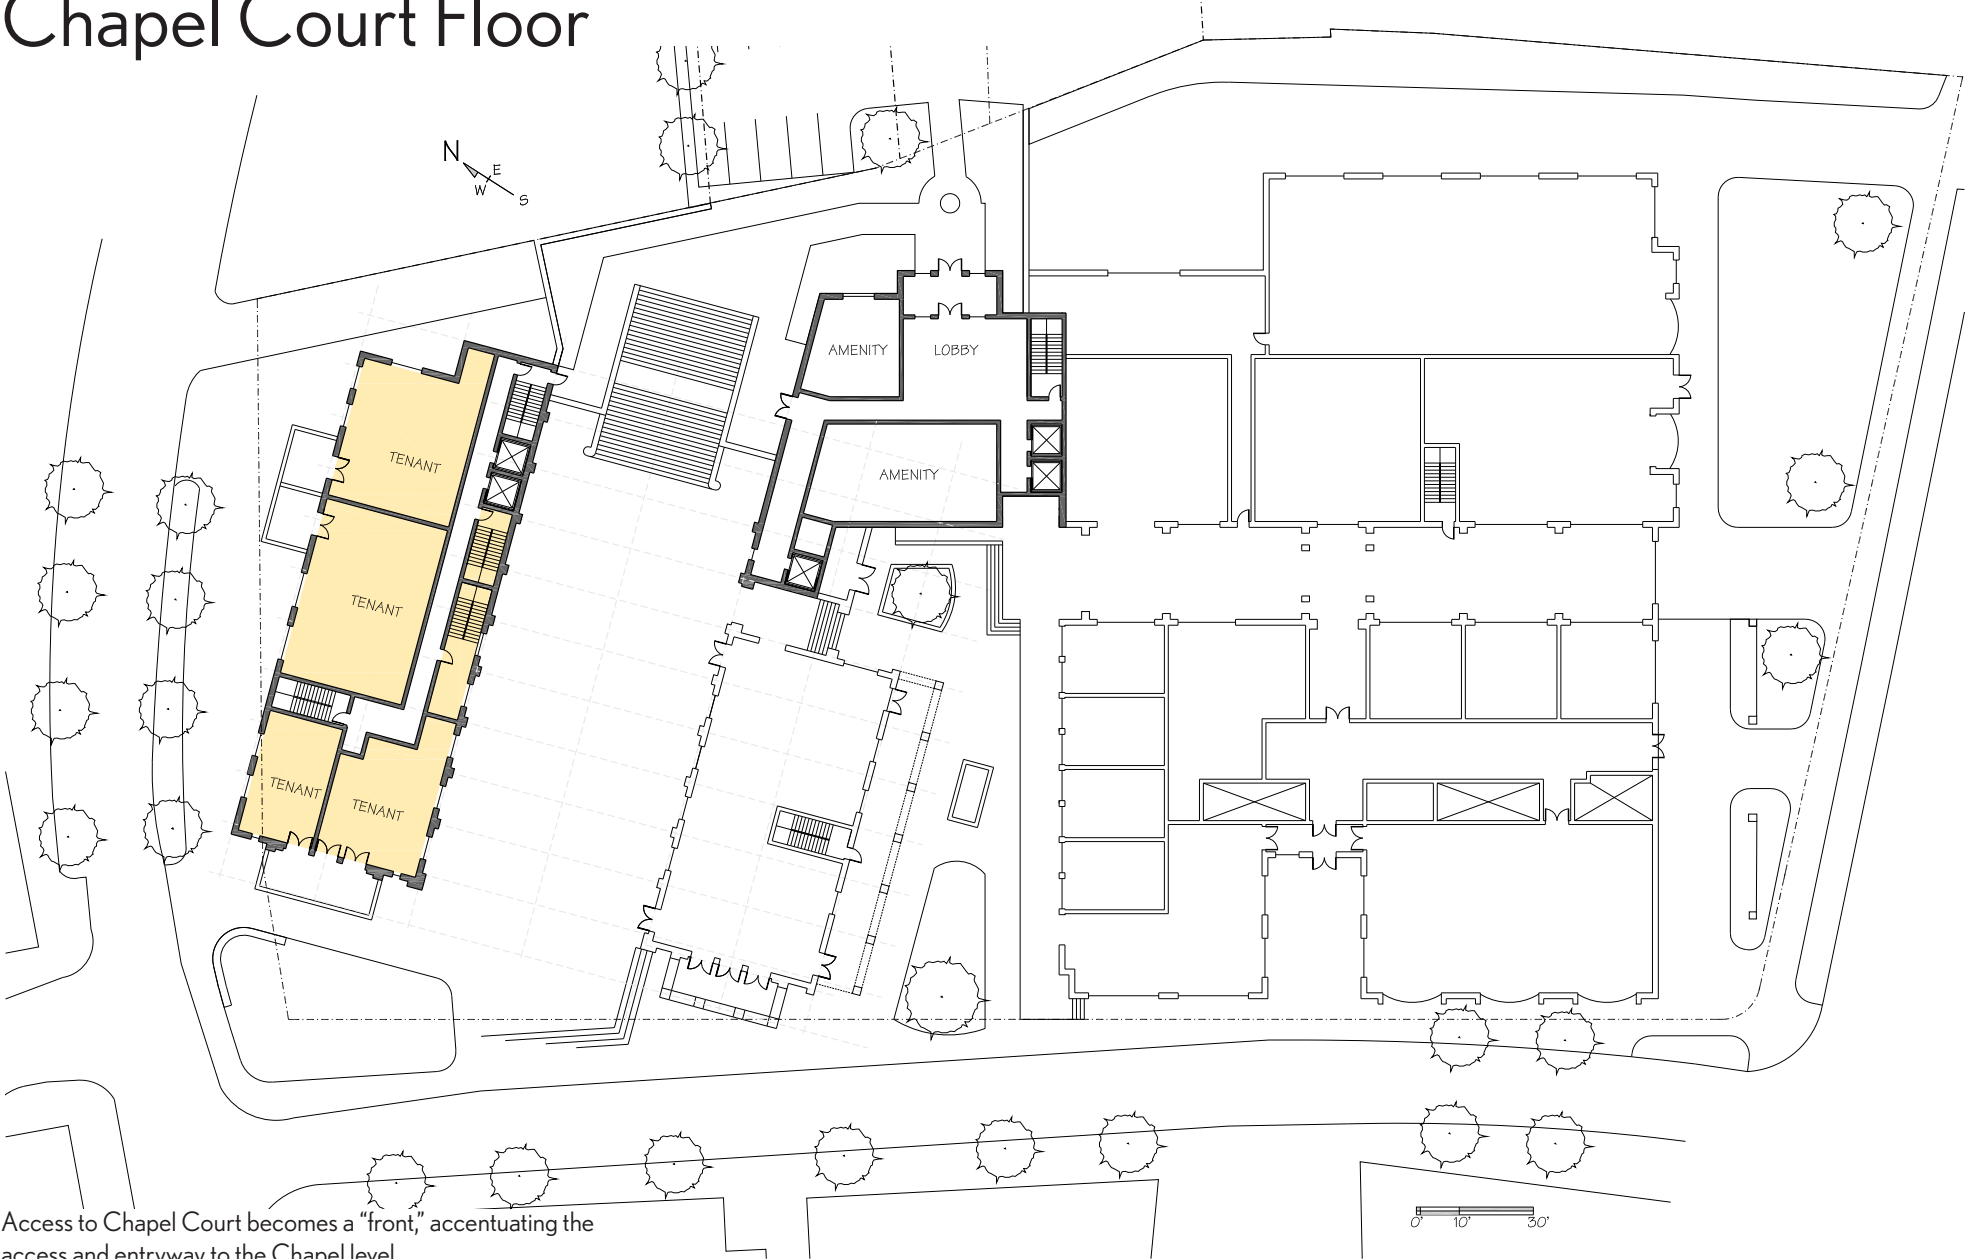 Chapel Court Floor
N
E
W
S
AMENITY
LOBBY
TENANT
AMENITY
TENANT
TENANT
TENANT
0' 10' 30'
Access to Chapel Court becomes a “front,” accentuating the
access and entryway to the Chapel level